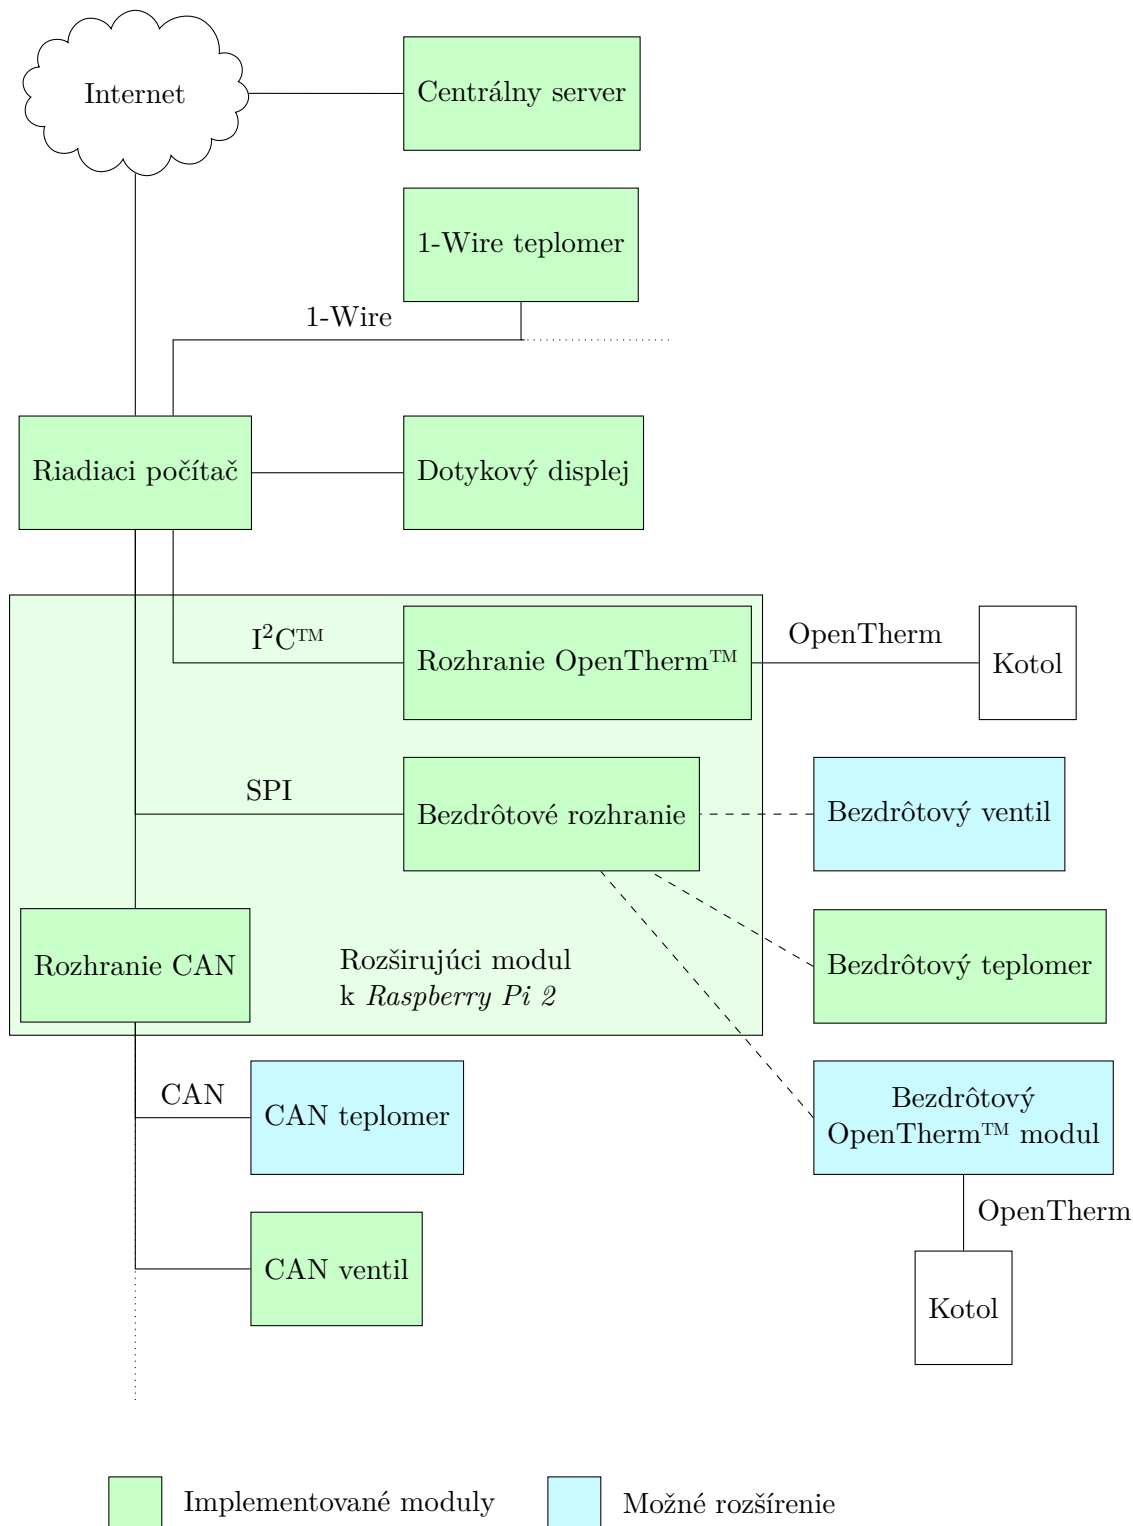 Internet
Centrálny server
1-Wire teplomer
1-Wire
Riadiaci počítač
Dotykový displej
I²C™
Rozhranie OpenTherm™
OpenTherm
Kotol
SPI
Bezdrôtové rozhranie
Bezdrôtový ventil
Rozhranie CAN
Rozširujúci modul
k Raspberry Pi 2
Bezdrôtový teplomer
CAN
CAN teplomer
Bezdrôtový
OpenTherm™ modul
OpenTherm
CAN ventil
Kotol
Implementované moduly
Možné rozšírenie